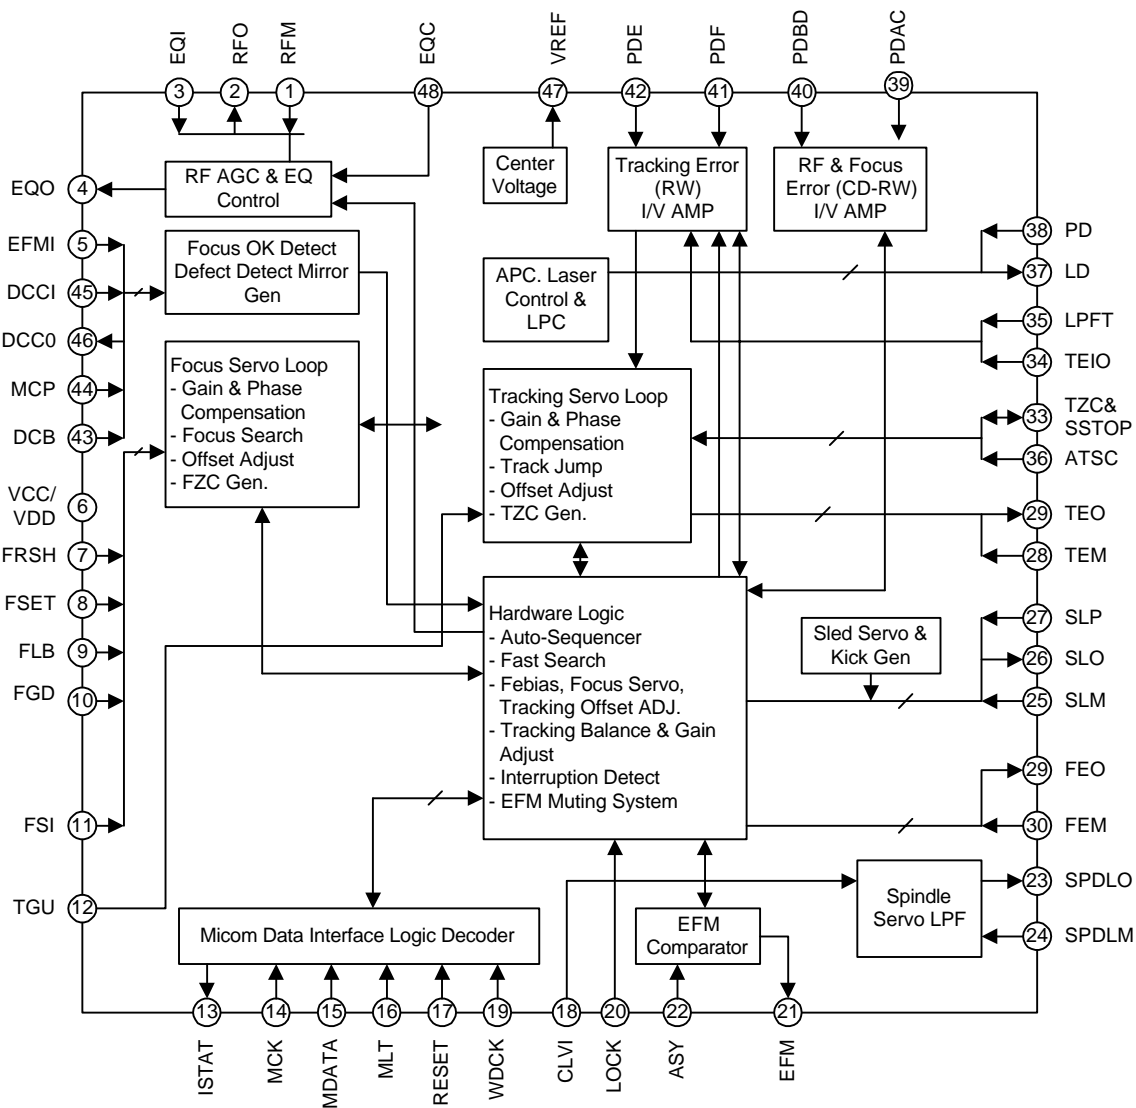 EQI
RFO
RFM
EQC
VREF
PDE
PDF
PDBD
PDAC
3
2
1
48
47
42
41
40
39
EQO
4
EFMI
5
DCCI
45
DCC0
46
MCP
44
DCB
43
VCC/
VDD
6
FRSH
7
FSET
8
FLB
9
FGD
10
FSI
11
TGU
12
RF AGC & EQ
Control
Center
Voltage
Tracking Error
(RW)
I/V AMP
RF & Focus
Error (CD-RW)
I/V AMP
Focus OK Detect
Defect Detect Mirror
Gen
APC. Laser
Control &
LPC
Focus Servo Loop
- Gain & Phase
Compensation
- Focus Search
- Offset Adjust
- FZC Gen.
Tracking Servo Loop
- Gain & Phase
Compensation
- Track Jump
- Offset Adjust
- TZC Gen.
Hardware Logic
- Auto-Sequencer
- Fast Search
- Febias, Focus Servo,
Tracking Offset ADJ.
- Tracking Balance & Gain
Adjust
- Interruption Detect
- EFM Muting System
Sled Servo &
Kick Gen
Spindle
Servo LPF
Micom Data Interface Logic Decoder
EFM
Comparator
38
PD
37
LD
35
LPFT
34
TEIO
33
TZC&
SSTOP
36
ATSC
29
TEO
28
TEM
27
SLP
26
SLO
25
SLM
29
FEO
30
FEM
23
SPDLO
24
SPDLM
13
14
15
16
17
19
18
20
22
21
ISTAT
MCK
MDATA
MLT
RESET
WDCK
CLVI
LOCK
ASY
EFM